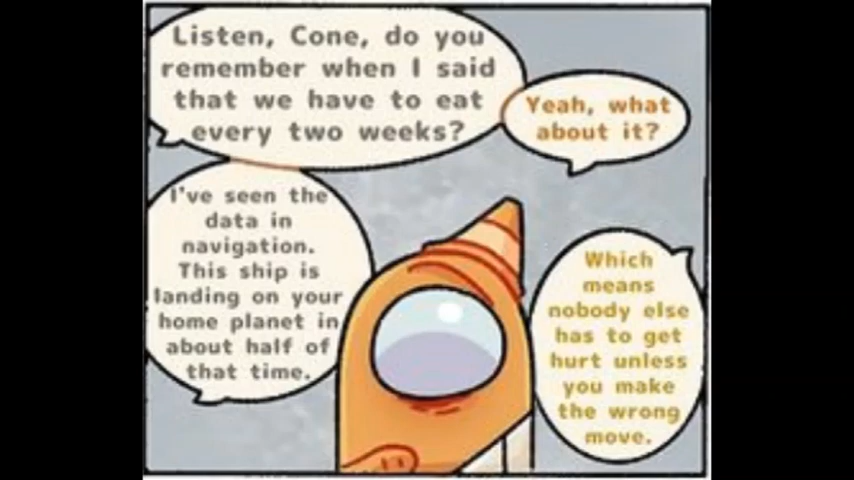 Listen, Cone, do you
remember when I said
that we have to eat
every two weeks?
Yeah, what
about it?
I've seen the
data in
navigation.
This ship is
landing on your
home planet in
about half of
that time.
Which
means
nobody else
has to get
hurt unless
you make
the wrong
move.